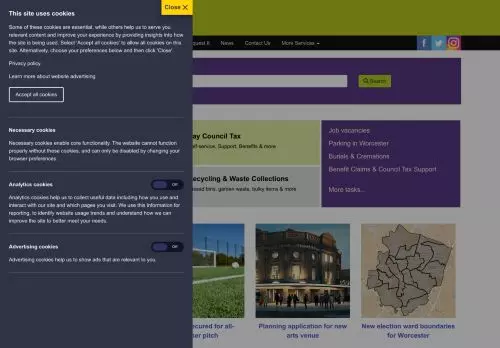 This site uses cookies
Close ✕
Some of these cookies are essential, while others help us to serve you
relevant content and improve your experience by providing insights into how
the site is being used. Select 'Accept all cookies' to allow all cookies on this
site. Alternatively, choose your preferences below and then click 'Close'
Privacy policy
Learn more about website advertising
Accept all cookies
Necessary cookies
Necessary cookies enable core functionality. The website cannot function
properly without these cookies, and can only be disabled by changing your
browser preferences
Analytics cookies
Off
Analytics cookies help us to collect useful data including how you use and
interact with our site and which pages you visit. We use this information for
reporting, to identify website usage trends and understand how we can
improve the site to better meet your needs.
Advertising cookies
Off
Advertising cookies help us to show ads that are relevant to you.
quest It News Contact Us More Services
Search
ay Council Tax
elf-service, Support, Benefits & more
ecycling & Waste Collections
issed bins, garden waste, bulky items & more
Job vacancies
Parking in Worcester
Burials & Cremations
Benefit Claims & Council Tax Support
More tasks...
cured for all-
er pitch
Planning application for new
arts venue
New election ward boundaries
for Worcester